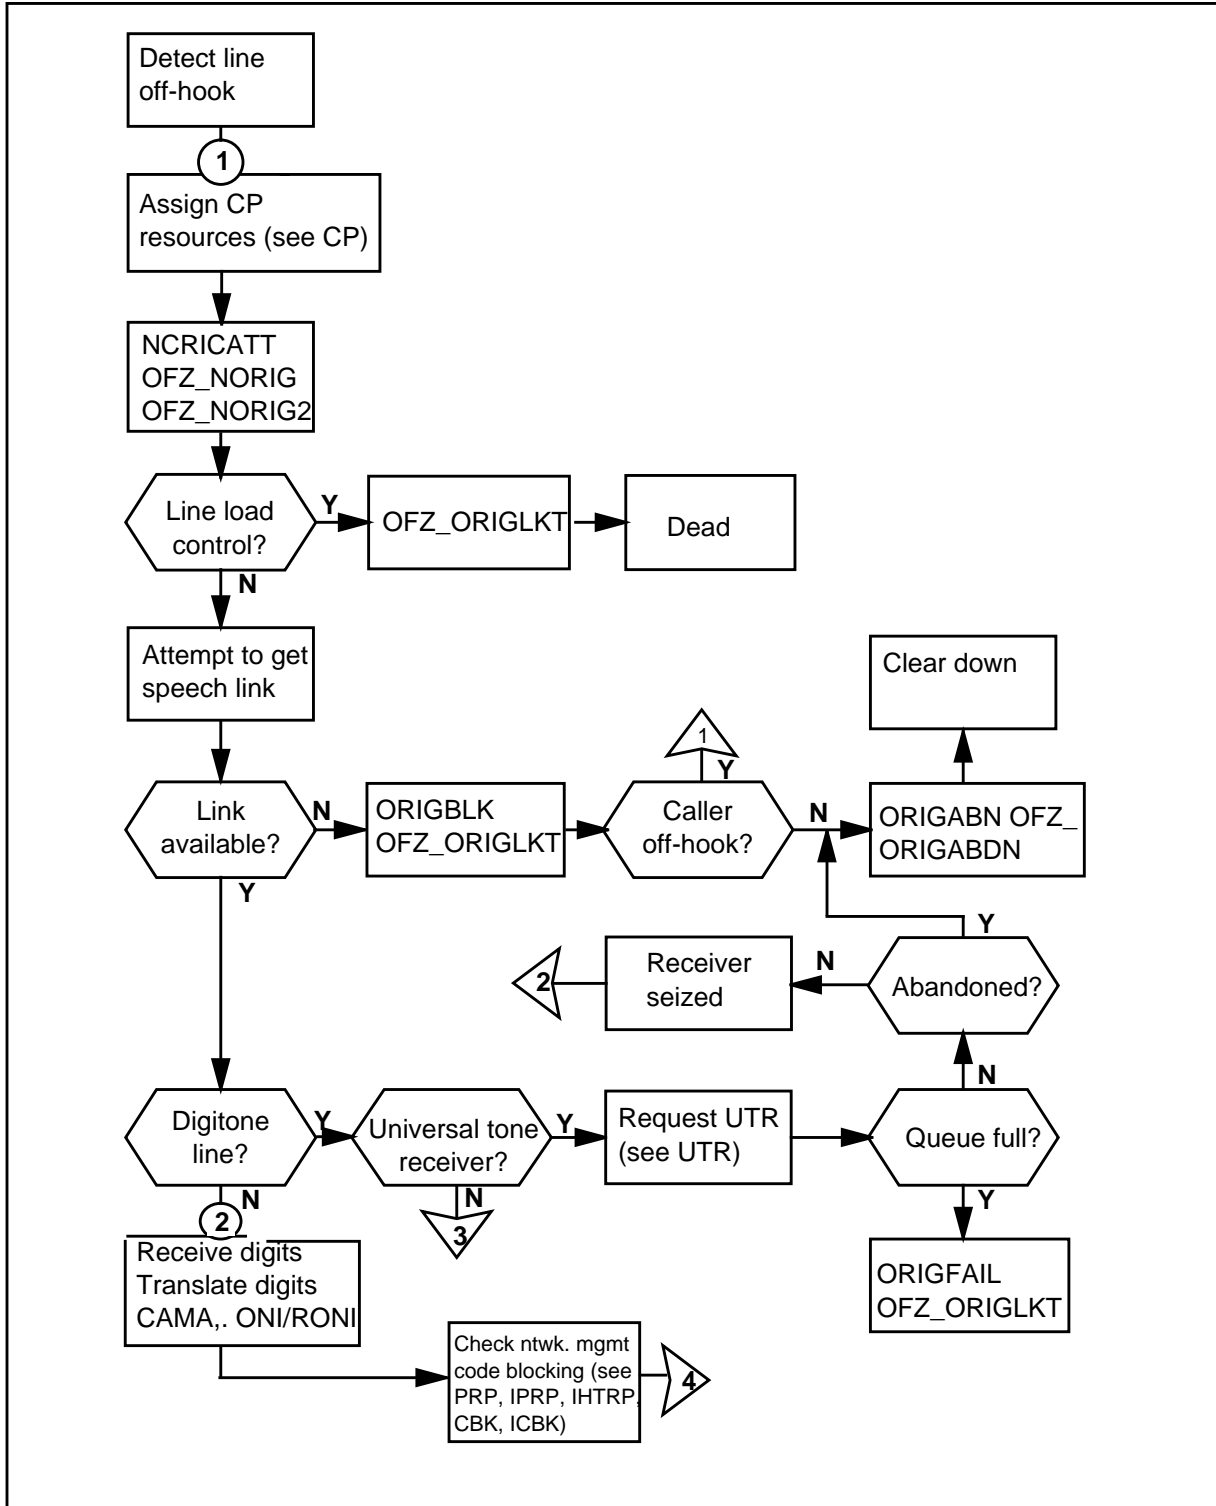 Detect line
off-hook
1
Assign CP
resources (see CP)
NCRICATT
OFZ_NORIG
OFZ_NORIG2
Line load
control?
Y
OFZ_ORIGLKT
Dead
N
Attempt to get
speech link
Clear down
1
Y
Link
available?
N
ORIGBLK
OFZ_ORIGLKT
Caller
off-hook?
N
ORIGABN OFZ_
ORIGABDN
Y
Y
2
Receiver
seized
N
Abandoned?
N
Digitone
line?
Y
Universal tone
receiver?
Y
Request UTR
(see UTR)
Queue full?
N
N
Y
2
3
Receive digits
Translate digits
CAMA,. ONI/RONI
ORIGFAIL
OFZ_ORIGLKT
Check ntwk. mgmt
code blocking (see
PRP, IPRP, IHTRP,
CBK, ICBK)
4